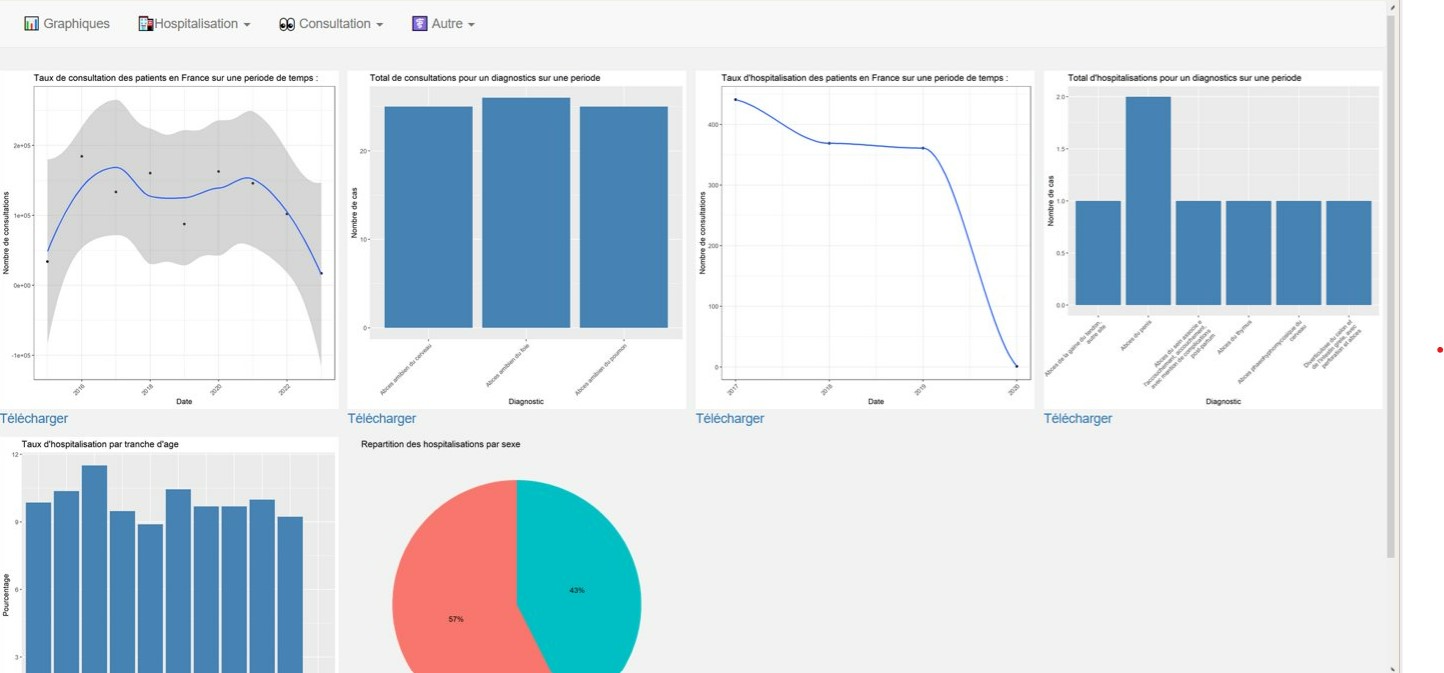 Graphiques Hospitalisation Consultation Autre
Taux de consultation des patients en France sur une periode de temps :
Nombre de consultations
2e+05
1e+05
0e+00
-1e+05
2016 2018 2020 2022
Date
Télécharger
Total de consultations pour un diagnostics sur une periode
Nombre de cas
20
10
0
Abces amibien du cerveau
Abces amibien du foie
Abces amibien du poumon
Diagnostic
Télécharger
Taux d'hospitalisation des patients en France sur une periode de temps :
Nombre de consultations
400
300
200
100
0
2017 2018 2019 2020
Date
Télécharger
Total d'hospitalisations pour un diagnostics sur une periode
Nombre de cas
2.0
1.5
1.0
0.5
0.0
Abces de la gaine du tendon,
autre site
Abces du penis
Abces du sein associe a
l'accouchement, accouchement,
avec mention de complications
post-partum
Abces du thymus
Abces phaeohyphomycosique du
cerveau
Diverticulose du colon et
de l'intestin grele, avec
perforation et abces
Diagnostic
Télécharger
Taux d'hospitalisation par tranche d'age
Pourcentage
12
9
6
3
Repartition des hospitalisations par sexe
43%
57%